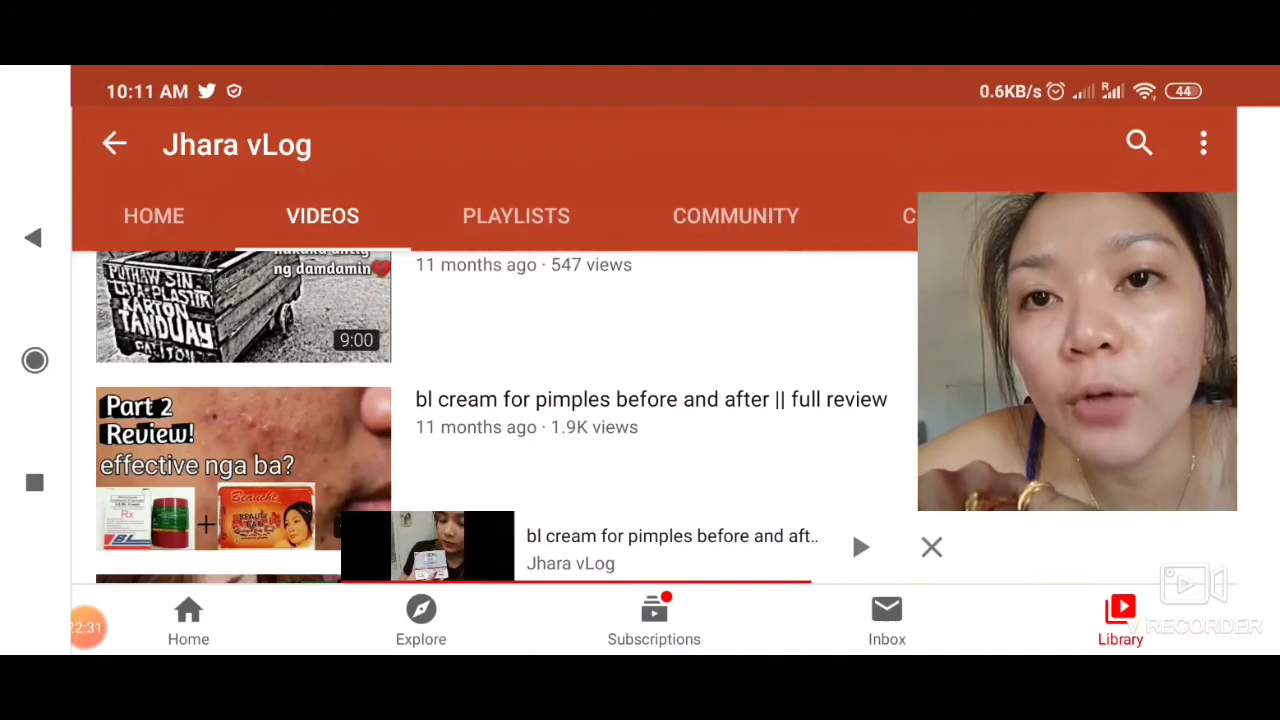 10:11 AM
0.6KB/s
R
44
Jhara vLog
HOME
VIDEOS
PLAYLISTS
COMMUNITY
C
ng damdamin
PUTHAW SIN-
LATA-PLASTIK
KARTON
TANDUAY
9:00
11 months ago · 547 views
Part 2
Review!
effective nga ba?
Rx
BL
+
Beauche
BEAUTY
BAR
bl cream for pimples before and after || full review
11 months ago · 1.9K views
bl cream for pimples before and aft..
Jhara vLog
22:31
Home
Explore
Subscriptions
Inbox
Library
V RECORDER